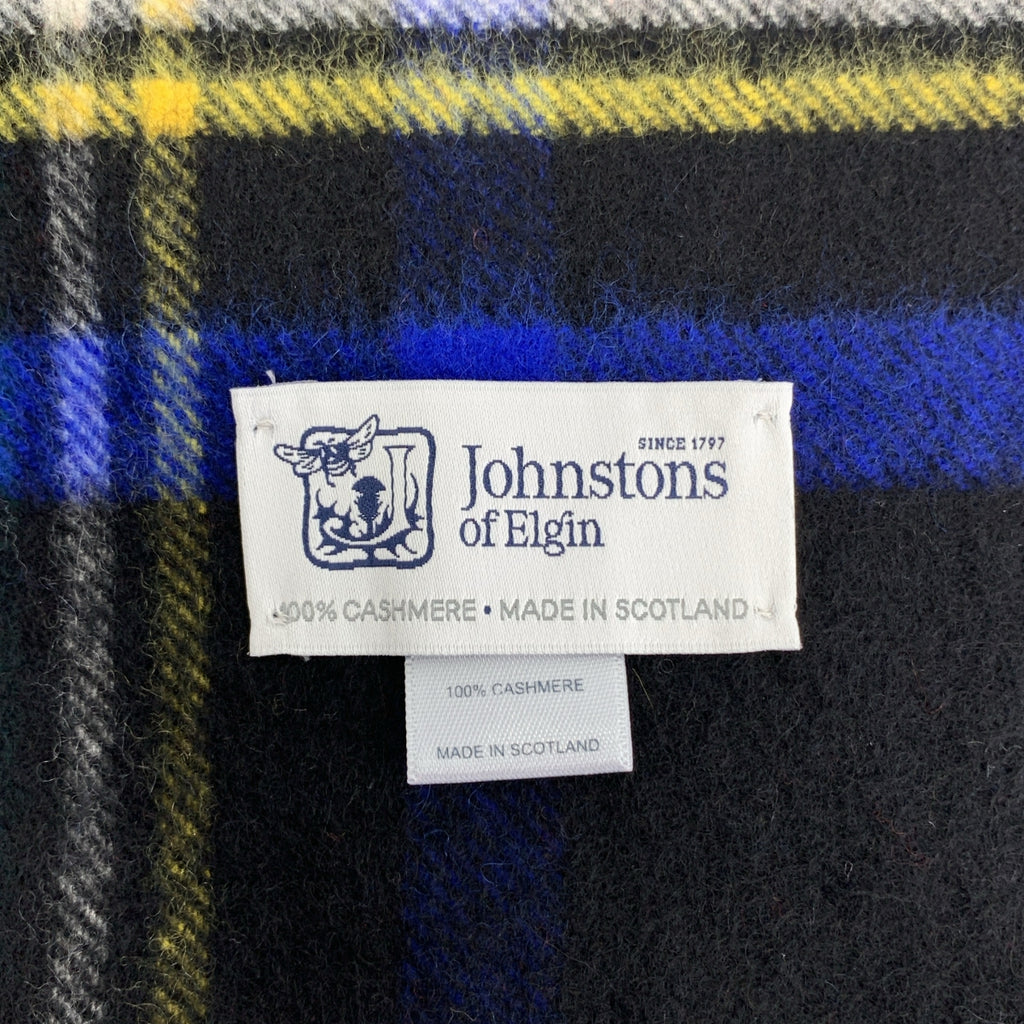 SINCE 1797
Johnstons
of Elgin
100% CASHMERE • MADE IN SCOTLAND
100% CASHMERE
MADE IN SCOTLAND